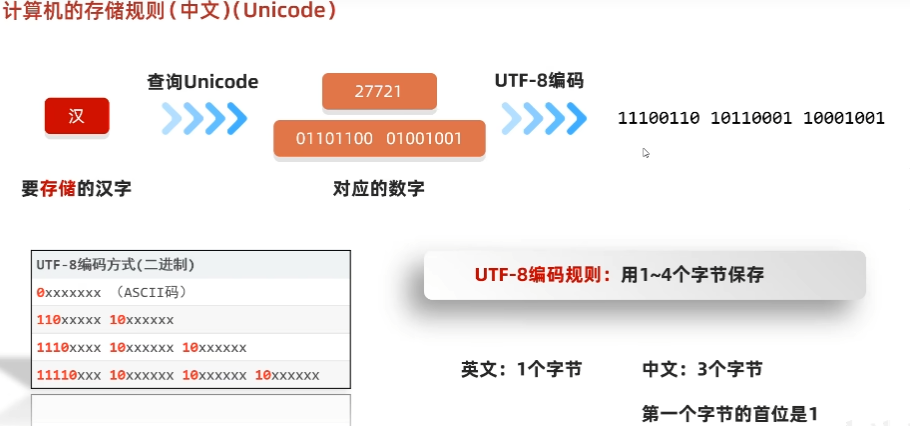 计算机的存储规则(中文)(Unicode)
查询Unicode
UTF-8编码
汉
27721
01101100 01001001
11100110 10110001 10001001
要存储的汉字
对应的数字
UTF-8编码方式(二进制)
0xxxxxxx (ASCII码)
110xxxxx 10xxxxxx
1110xxxx 10xxxxxx 10xxxxxx
11110xxx 10xxxxxx 10xxxxxx 10xxxxxx
UTF-8编码规则：用1~4个字节保存
英文：1个字节
中文：3个字节
第一个字节的首位是1